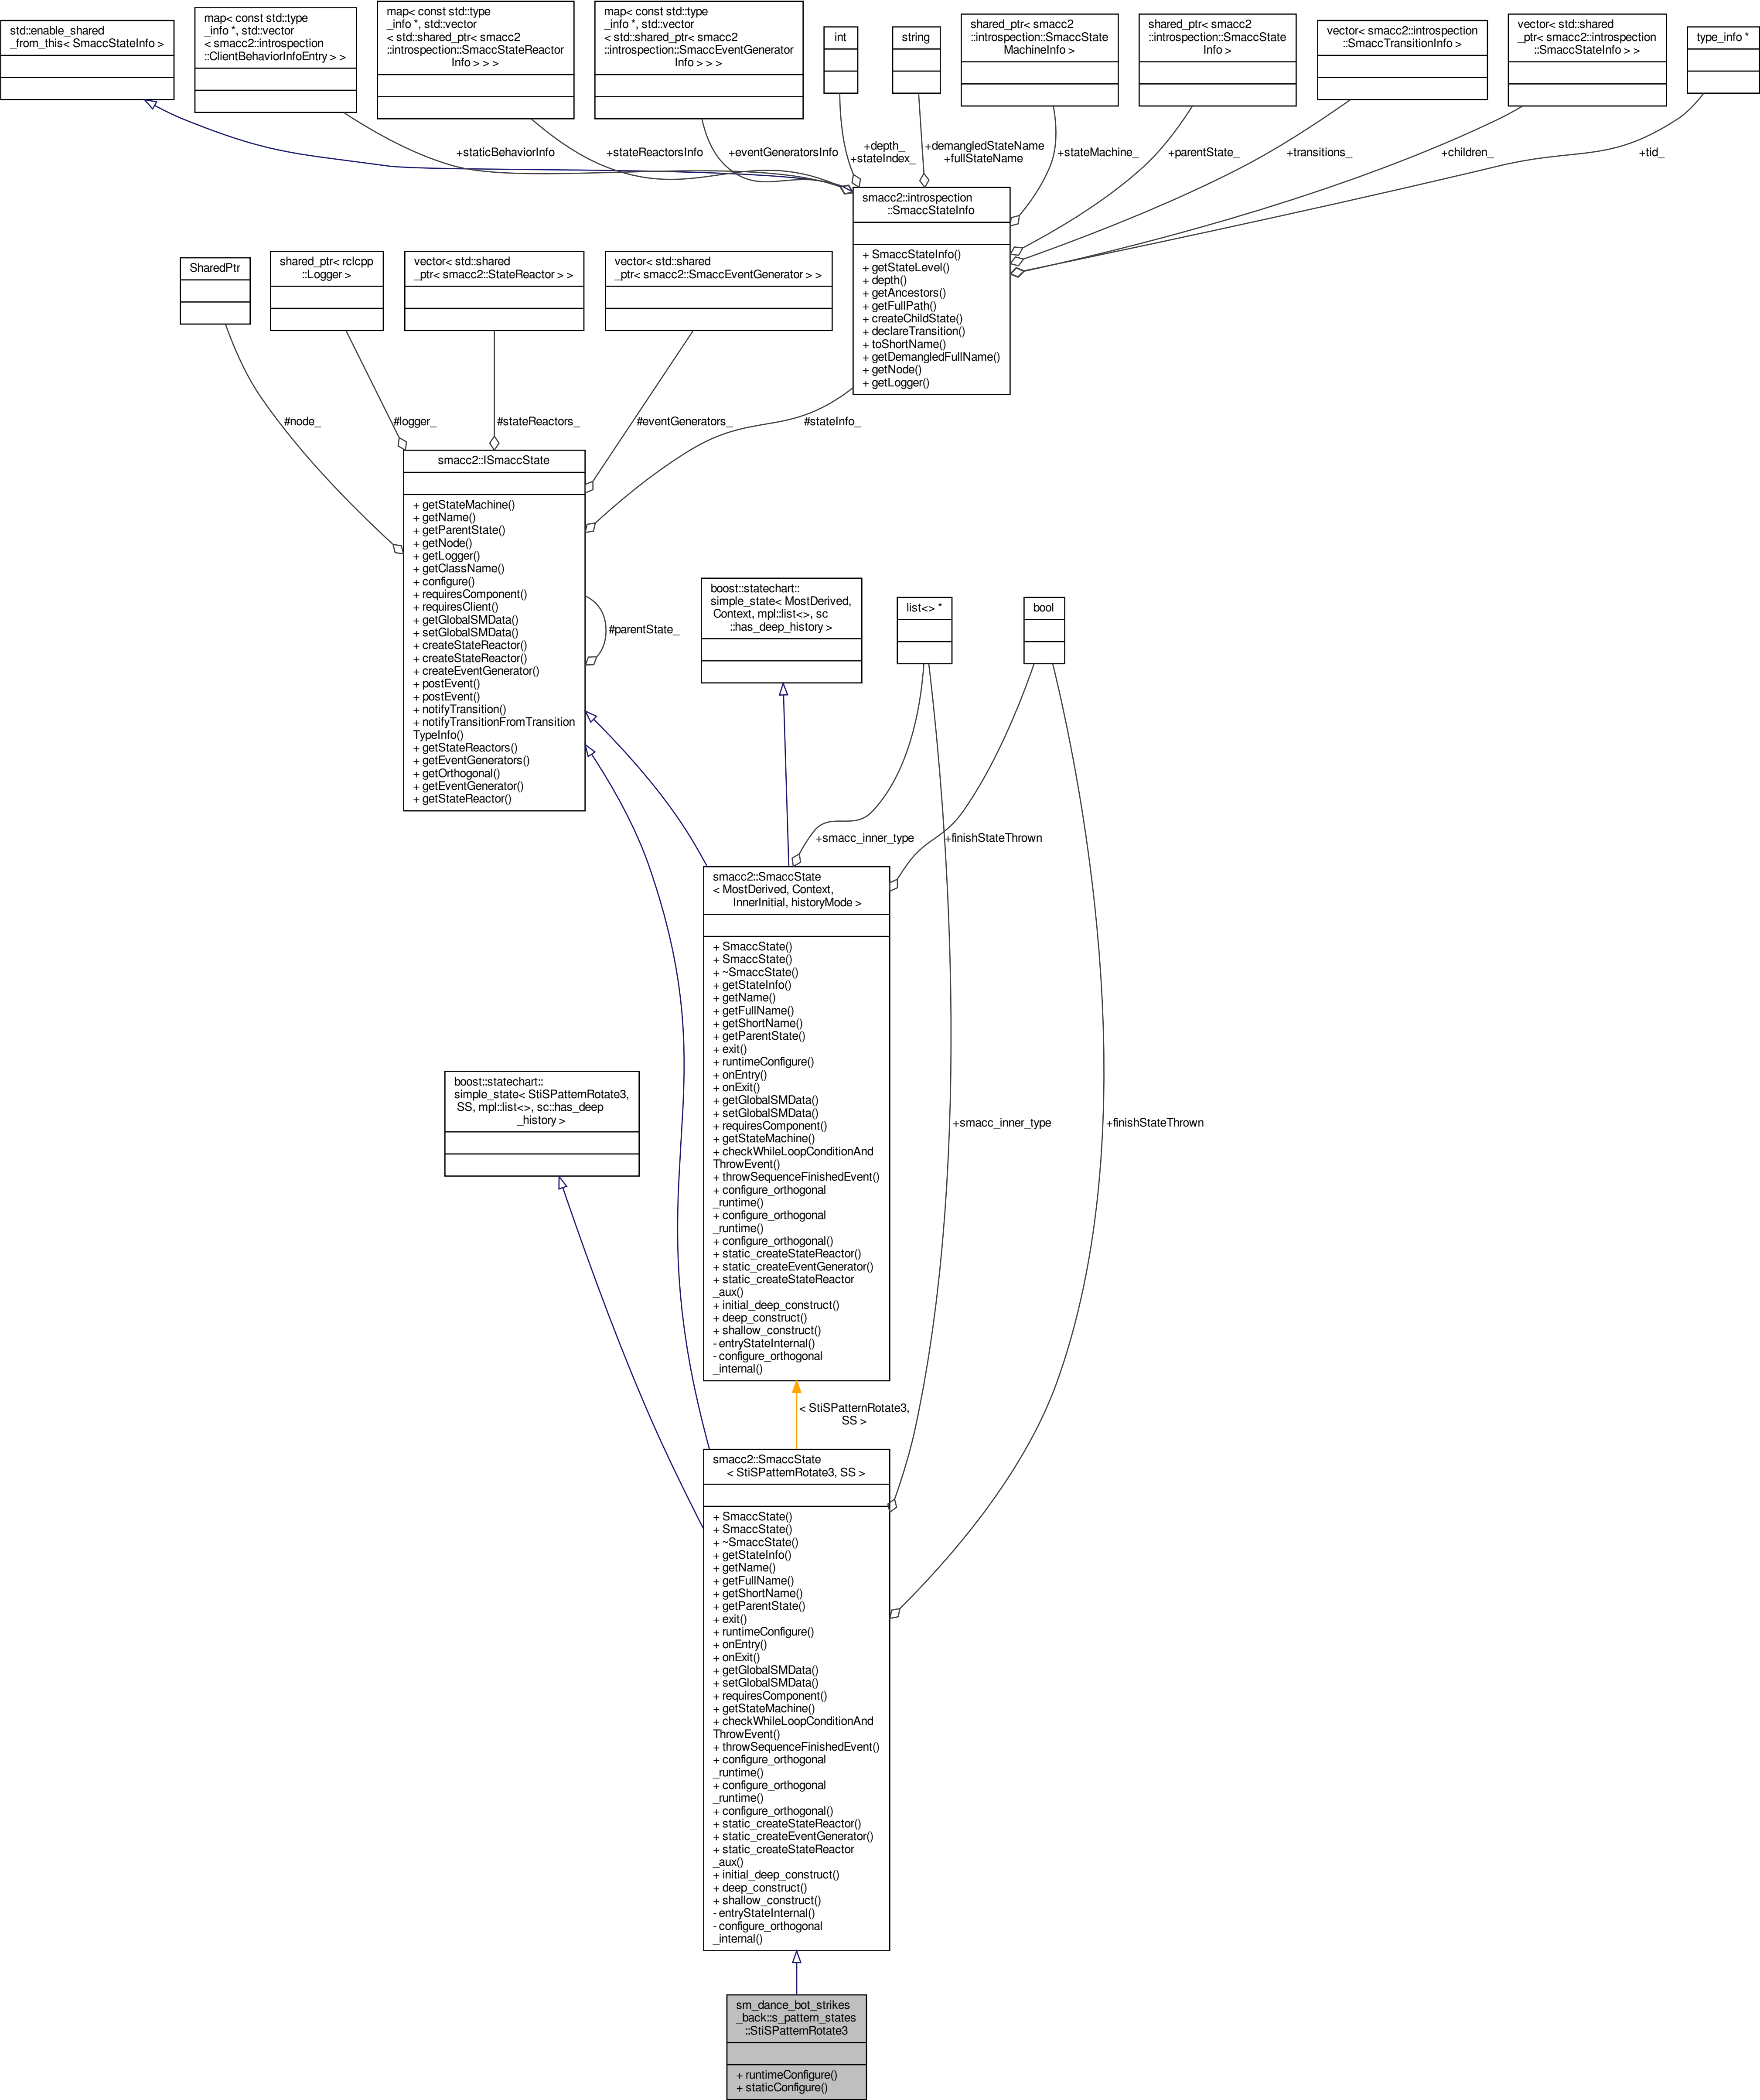 std::enable_shared
_from_this< SmaccStateInfo >
map< const std::type
_info *, std::vector
< smacc2::introspection
::ClientBehaviorInfoEntry > >
map< const std::type
_info *, std::vector
< std::shared_ptr< smacc2
::introspection::SmaccStateReactor
Info > > >
map< const std::type
_info *, std::vector
< std::shared_ptr< smacc2
::introspection::SmaccEventGenerator
Info > > >
int
string
shared_ptr< smacc2
::introspection::SmaccState
MachineInfo >
shared_ptr< smacc2
::introspection::SmaccState
Info >
vector< smacc2::introspection
::SmaccTransitionInfo >
vector< std::shared
_ptr< smacc2::introspection
::SmaccStateInfo > >
type_info *
+staticBehaviorInfo
+stateReactorsInfo
+eventGeneratorsInfo
+depth_
+stateIndex_
+demangledStateName
+fullStateName
+stateMachine_
+parentState_
+transitions_
+children_
+tid_
smacc2::introspection
::SmaccStateInfo
+ SmaccStateInfo()
+ getStateLevel()
+ depth()
+ getAncestors()
+ getFullPath()
+ createChildState()
+ declareTransition()
+ toShortName()
+ getDemangledFullName()
+ getNode()
+ getLogger()
SharedPtr
shared_ptr< rclcpp
::Logger >
vector< std::shared
_ptr< smacc2::StateReactor > >
vector< std::shared
_ptr< smacc2::SmaccEventGenerator > >
#node_
#logger_
#stateReactors_
#eventGenerators_
#stateInfo_
smacc2::ISmaccState
+ getStateMachine()
+ getName()
+ getParentState()
+ getNode()
+ getLogger()
+ getClassName()
+ configure()
+ requiresComponent()
+ requiresClient()
+ getGlobalSMData()
+ setGlobalSMData()
+ createStateReactor()
+ createStateReactor()
+ createEventGenerator()
+ postEvent()
+ postEvent()
+ notifyTransition()
+ notifyTransitionFromTransition
TypeInfo()
+ getStateReactors()
+ getEventGenerators()
+ getOrthogonal()
+ getEventGenerator()
+ getStateReactor()
#parentState_
boost::statechart::
simple_state< MostDerived,
Context, mpl::list<>, sc
::has_deep_history >
list<> *
bool
+smacc_inner_type
+finishStateThrown
smacc2::SmaccState
< MostDerived, Context,
InnerInitial, historyMode >
+ SmaccState()
+ SmaccState()
+ ~SmaccState()
+ getStateInfo()
+ getName()
+ getFullName()
+ getShortName()
+ getParentState()
+ exit()
+ runtimeConfigure()
+ onEntry()
+ onExit()
+ getGlobalSMData()
+ setGlobalSMData()
+ requiresComponent()
+ getStateMachine()
+ checkWhileLoopConditionAnd
ThrowEvent()
+ throwSequenceFinishedEvent()
+ configure_orthogonal
_runtime()
+ configure_orthogonal
_runtime()
+ configure_orthogonal()
+ static_createStateReactor()
+ static_createEventGenerator()
+ static_createStateReactor
_aux()
+ initial_deep_construct()
+ deep_construct()
+ shallow_construct()
- entryStateInternal()
- configure_orthogonal
_internal()
boost::statechart::
simple_state< StiSPatternRotate3,
SS, mpl::list<>, sc::has_deep
_history >
+smacc_inner_type
+finishStateThrown
< StiSPatternRotate3,
SS >
smacc2::SmaccState
< StiSPatternRotate3, SS >
+ SmaccState()
+ SmaccState()
+ ~SmaccState()
+ getStateInfo()
+ getName()
+ getFullName()
+ getShortName()
+ getParentState()
+ exit()
+ runtimeConfigure()
+ onEntry()
+ onExit()
+ getGlobalSMData()
+ setGlobalSMData()
+ requiresComponent()
+ getStateMachine()
+ checkWhileLoopConditionAnd
ThrowEvent()
+ throwSequenceFinishedEvent()
+ configure_orthogonal
_runtime()
+ configure_orthogonal
_runtime()
+ configure_orthogonal()
+ static_createStateReactor()
+ static_createEventGenerator()
+ static_createStateReactor
_aux()
+ initial_deep_construct()
+ deep_construct()
+ shallow_construct()
- entryStateInternal()
- configure_orthogonal
_internal()
sm_dance_bot_strikes
_back::s_pattern_states
::StiSPatternRotate3
+ runtimeConfigure()
+ staticConfigure()